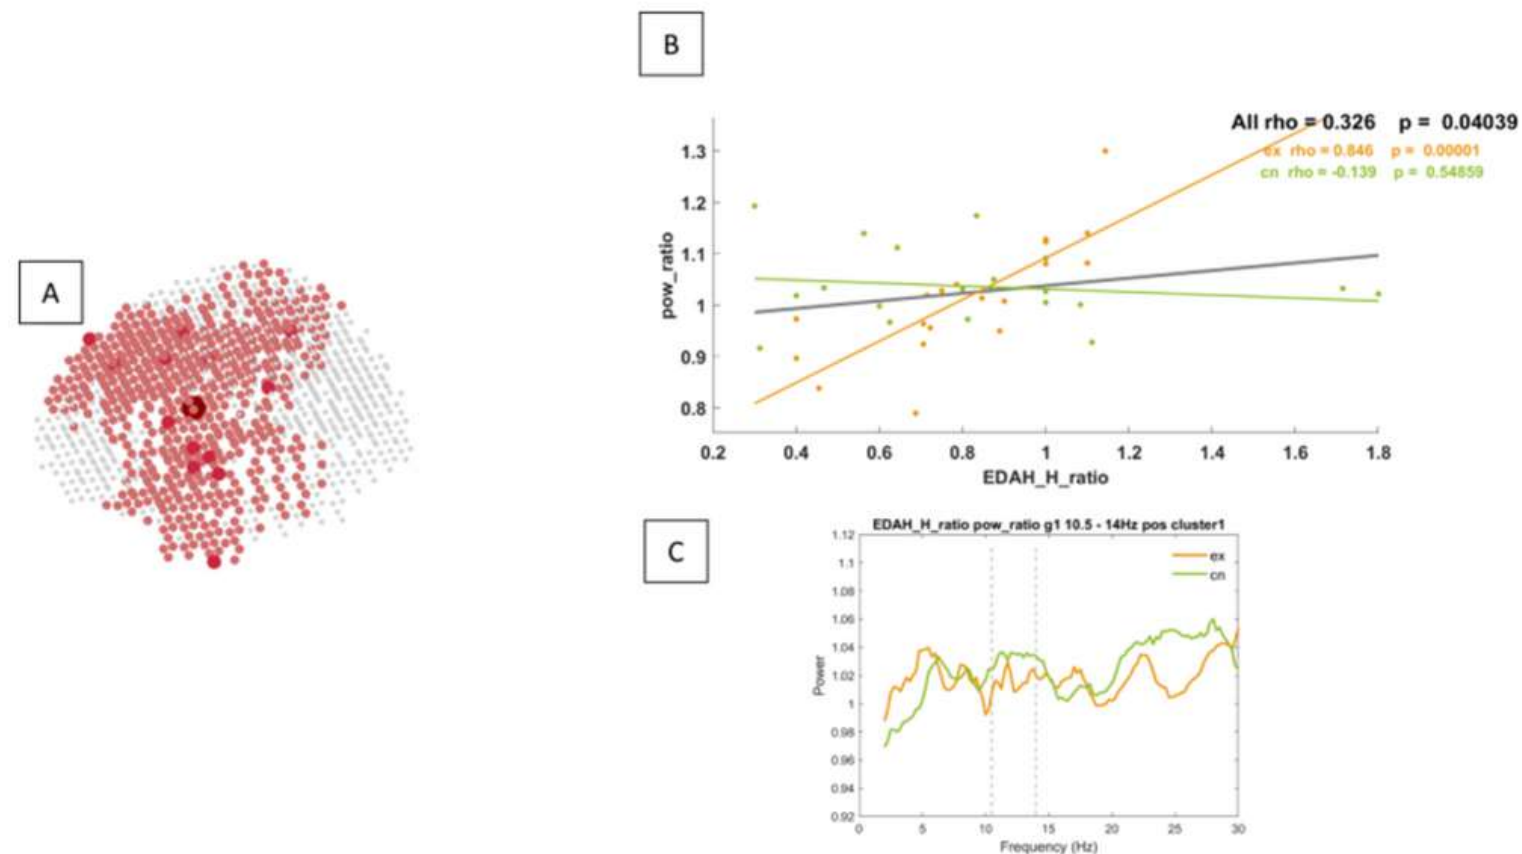 A
B
All rho = 0.326 p = 0.04039
ex rho = 0.846 p = 0.00001
cn rho = -0.139 p = 0.54859
1.3
1.2
1.1
1
0.9
0.8
pow_ratio
0.2 0.4 0.6 0.8 1 1.2 1.4 1.6 1.8
EDAH_H_ratio
C
EDAH_H_ratio pow_ratio g1 10.5 - 14Hz pos cluster1
1.12
1.1
1.08
1.06
1.04
1.02
1
0.98
0.96
0.94
0.92
Power
ex
cn
0 5 10 15 20 25 30
Frequency (Hz)